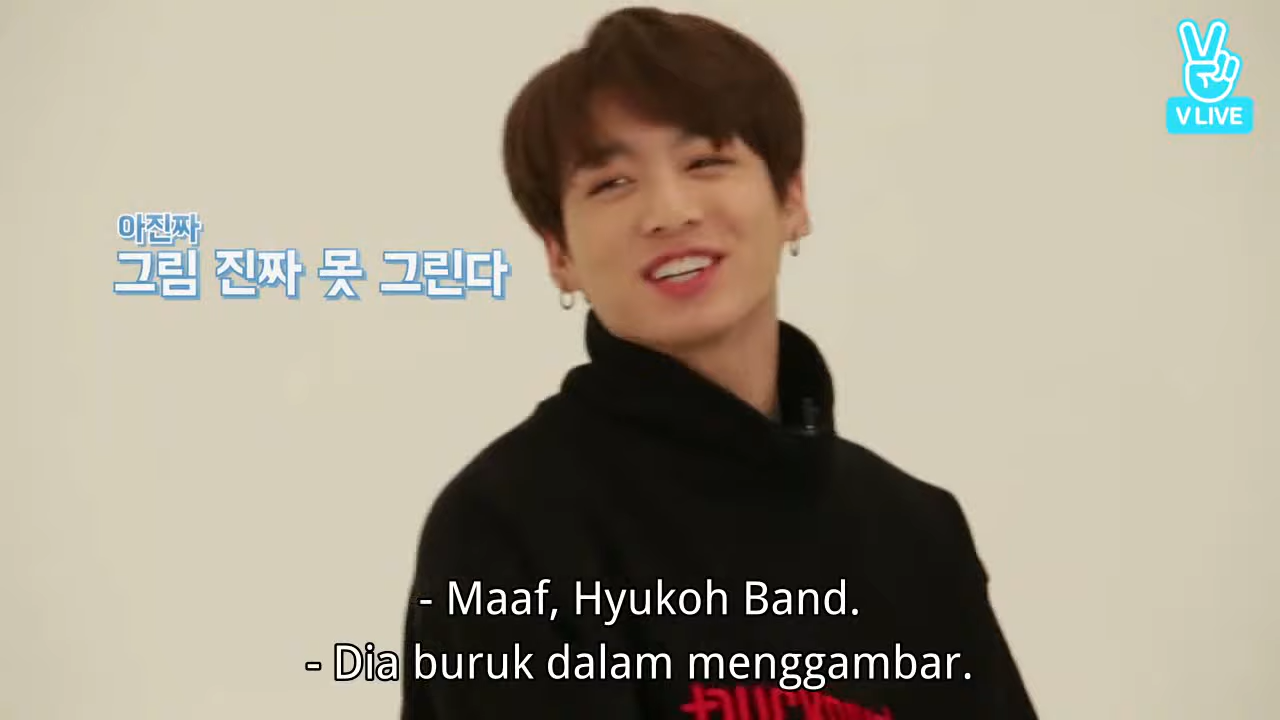 V LIVE
아진짜
그림 진짜 못 그린다
- Maaf, Hyukoh Band.
- Dia buruk dalam menggambar.